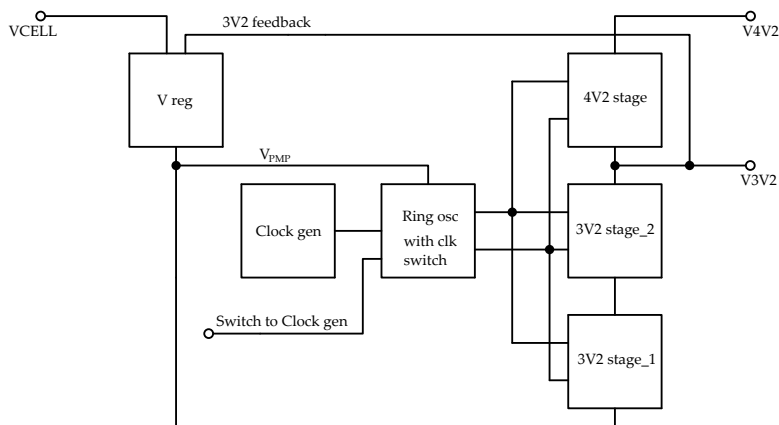 3V2 feedback
VCELL
V4V2
V reg
4V2 stage
VPMP
V3V2
Clock gen
Ring osc
with clk
switch
3V2 stage_2
Switch to Clock gen
3V2 stage_1